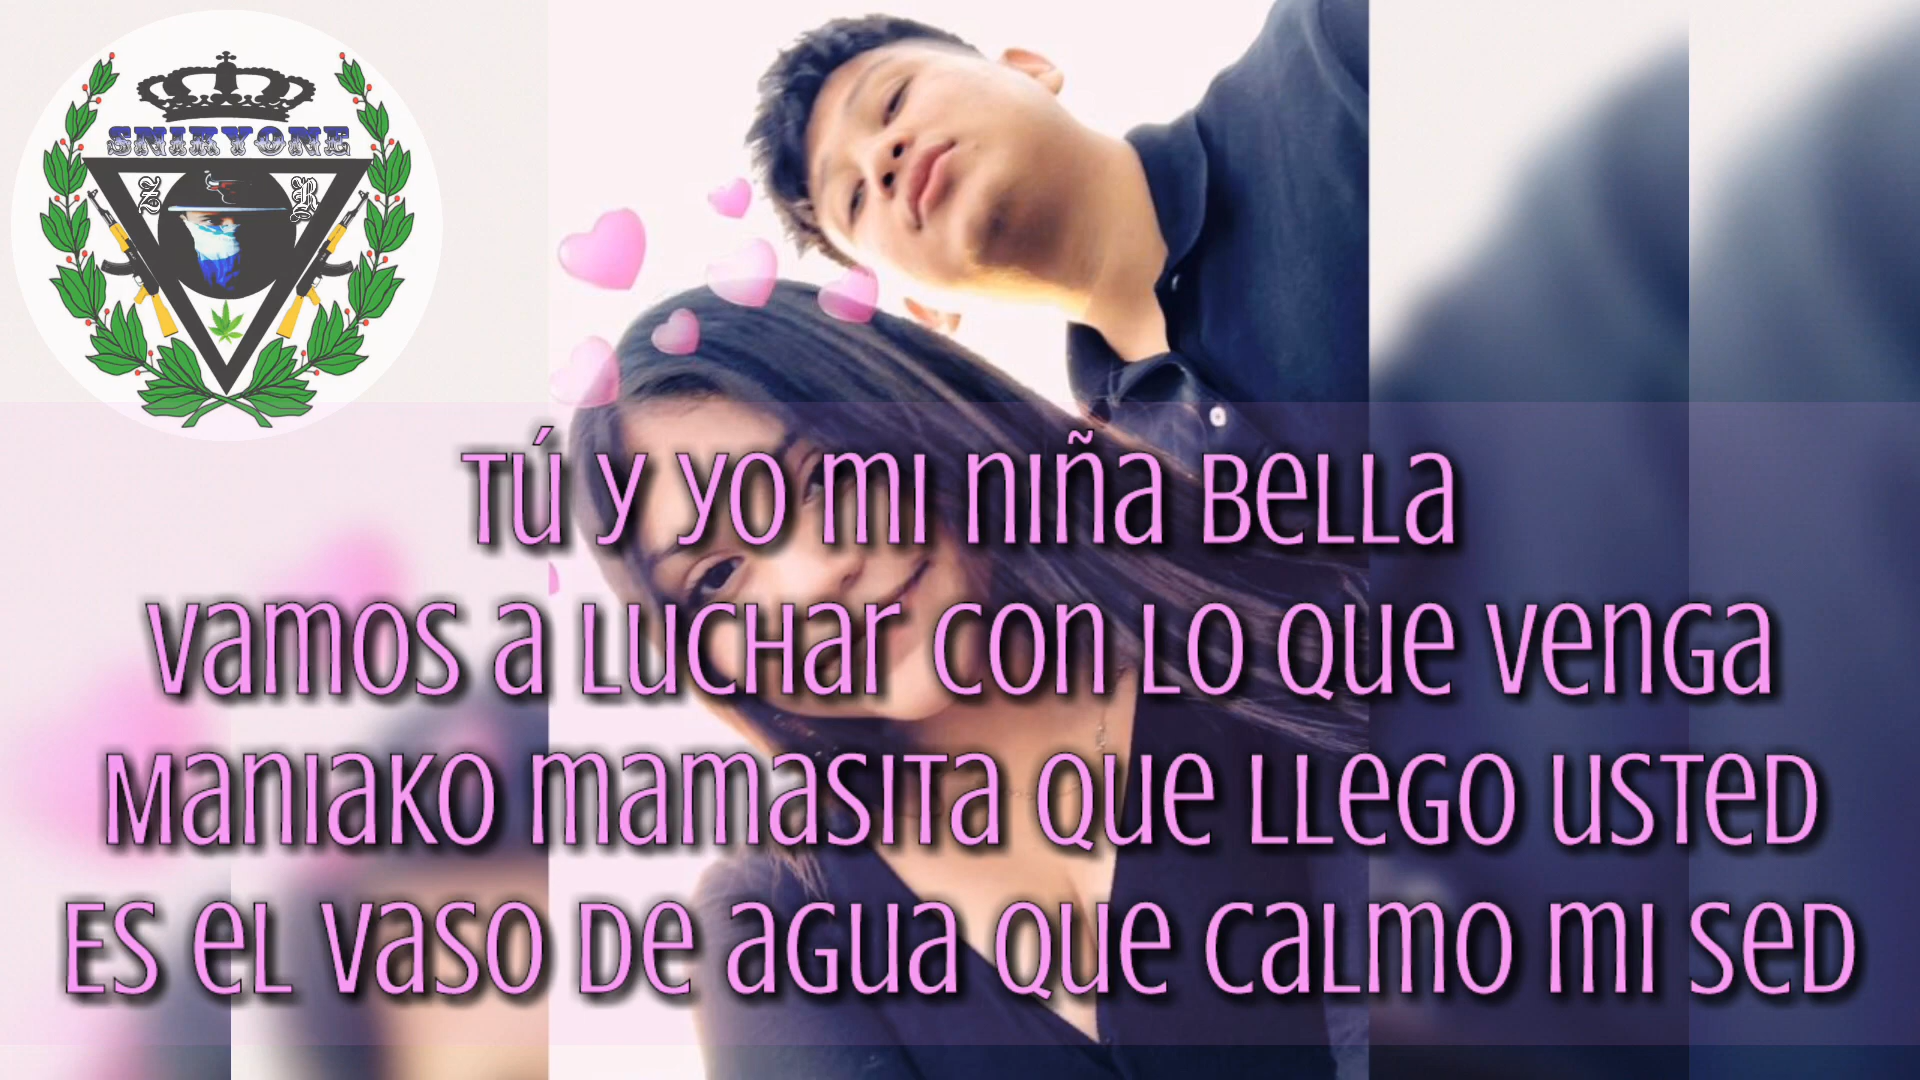 SNIKYONE
Z R
Tú y yo mi niña bella
vamos a luchar con lo que venga
Maniako mamasita que llego usted
Es el vaso de agua que calmo mi sed